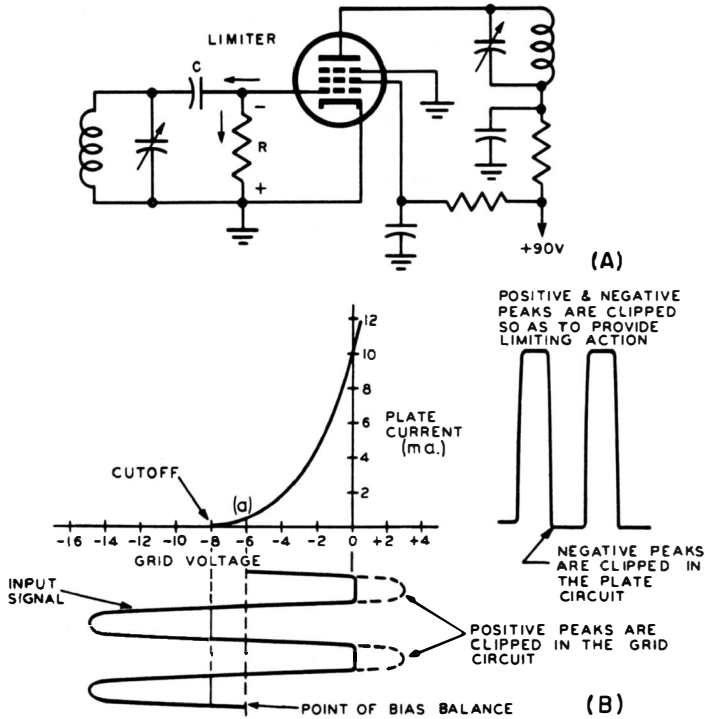 LIMITER
C
−
R
+
+90V
(A)
POSITIVE & NEGATIVE
PEAKS ARE CLIPPED
SO AS TO PROVIDE
LIMITING ACTION
12
10
8
6
4
2
PLATE
CURRENT
(ma.)
CUTOFF
(a)
-16 -14 -12 -10 -8 -6 -4 -2 0 +2 +4
GRID VOLTAGE
INPUT
SIGNAL
NEGATIVE PEAKS
ARE CLIPPED IN
THE PLATE
CIRCUIT
POSITIVE PEAKS ARE
CLIPPED IN THE GRID
CIRCUIT
POINT OF BIAS BALANCE
(B)